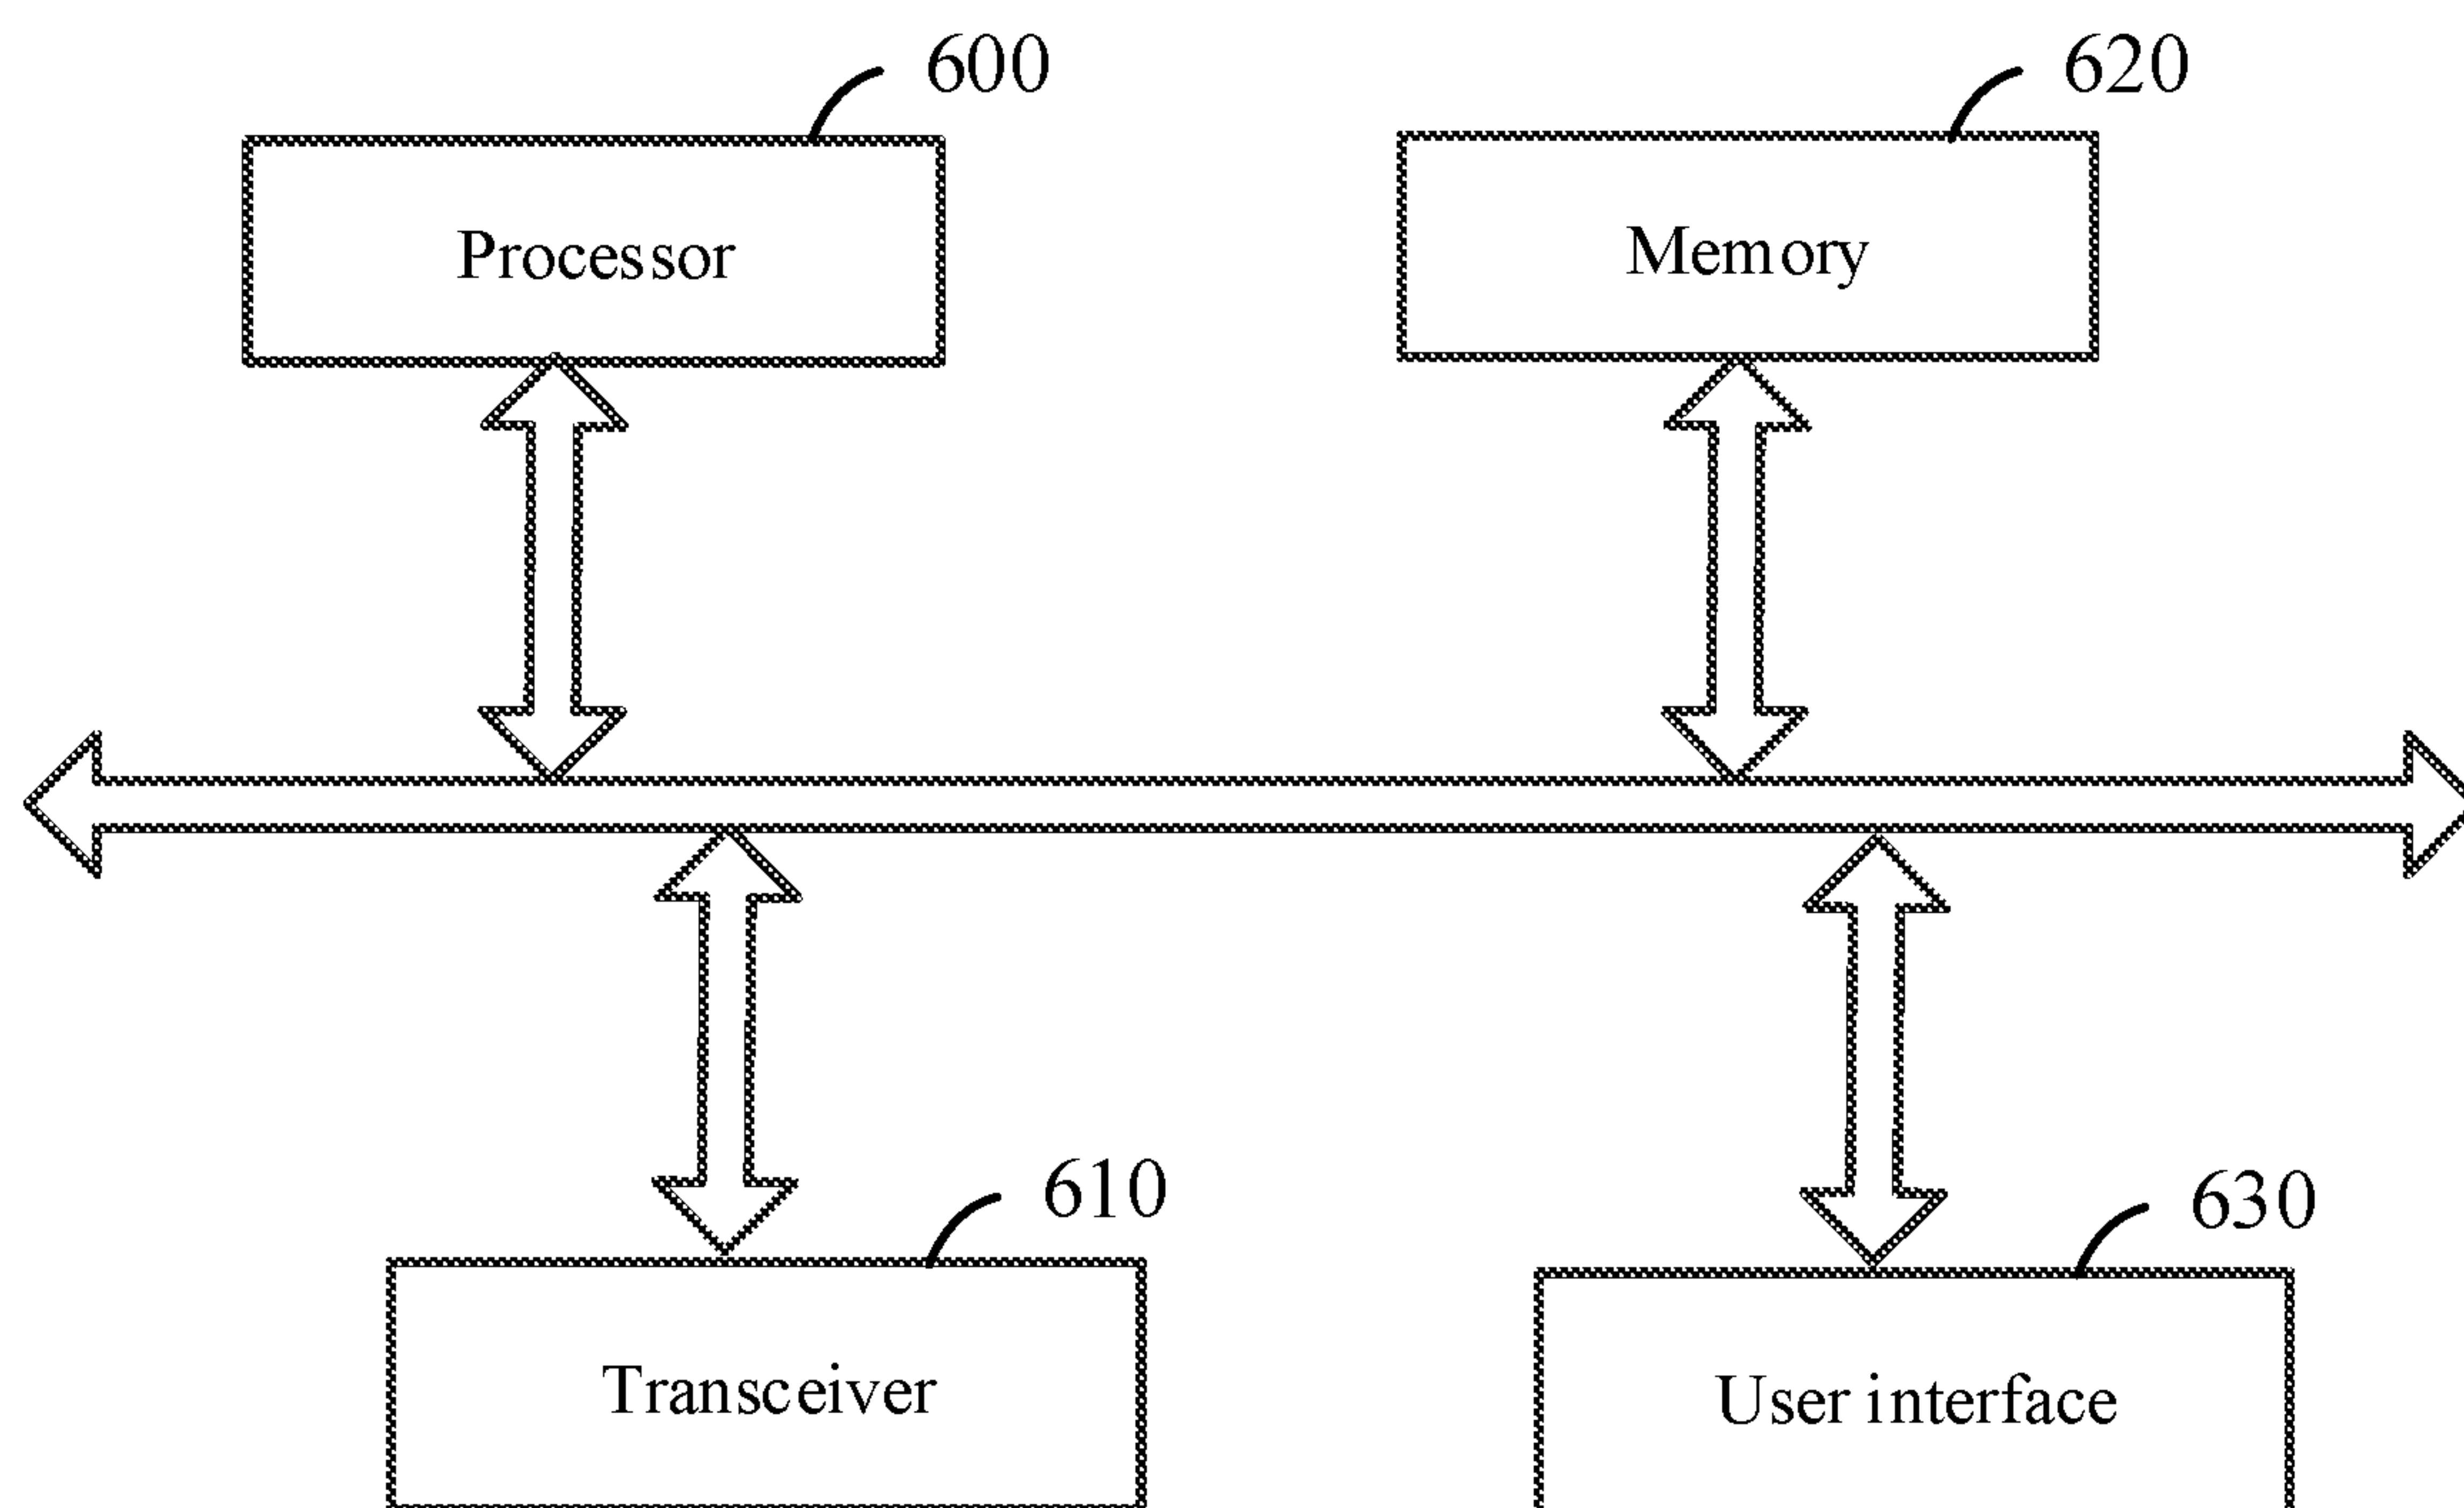 600
620
Processor
Memory
610
630
Transceiver
User interface